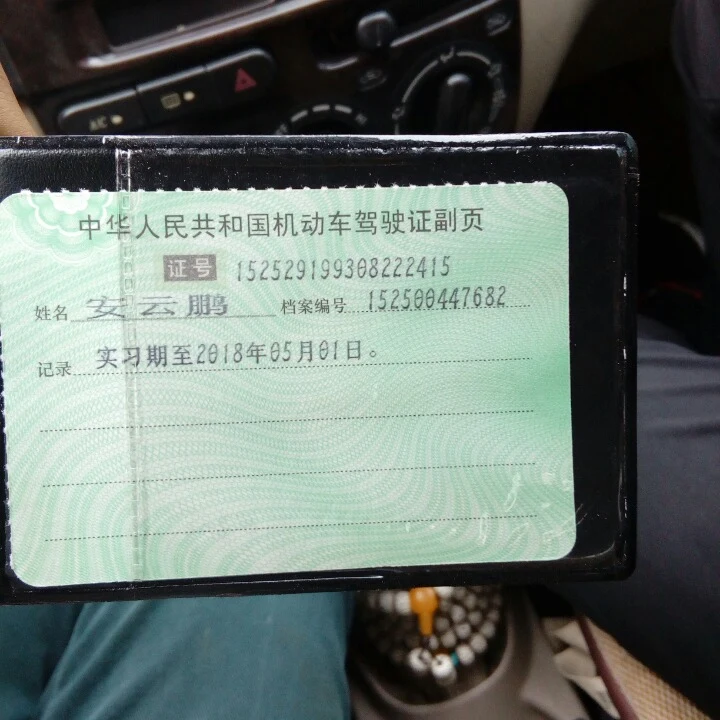 中华人民共和国机动车驾驶证副页
证号 152529199308222415
姓名 安云鹏 档案编号 152500447682
记录 实习期至2018年05月01日。
A/C